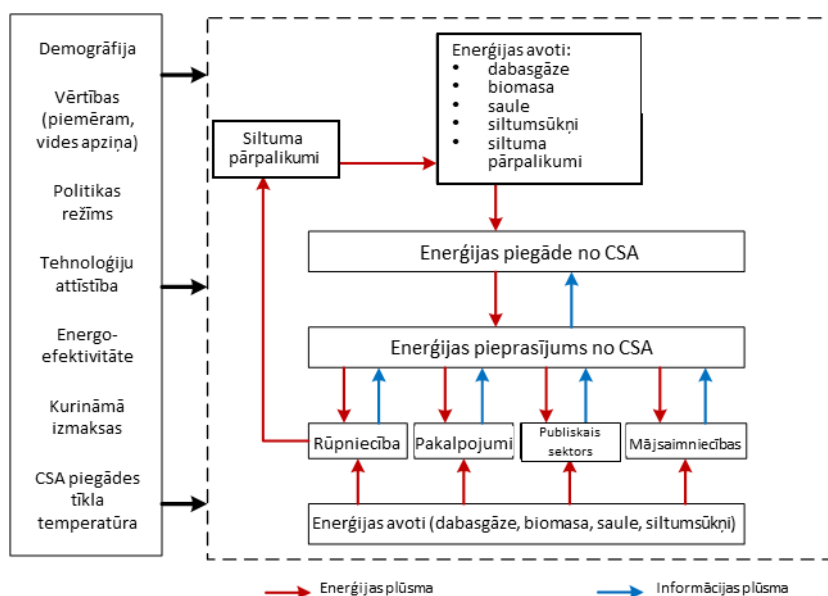 Demogrāfija
Vērtības
(piemēram,
vides apziņa)
Politikas
režīms
Tehnoloģiju
attīstība
Energo-
efektivitāte
Kurināmā
izmaksas
CSA piegādes
tīkla
temperatūra
Siltuma
pārpalikumi
Enerģijas avoti:
• dabasgāze
• biomasa
• saule
• siltumsūkņi
• siltuma
pārpalikumi
Enerģijas piegāde no CSA
Enerģijas pieprasījums no CSA
Rūpniecība
Pakalpojumi
Publiskais
sektors
Mājsaimniecības
Enerģijas avoti (dabasgāze, biomasa, saule, siltumsūkņi)
Enerģijas plūsma
Informācijas plūsma